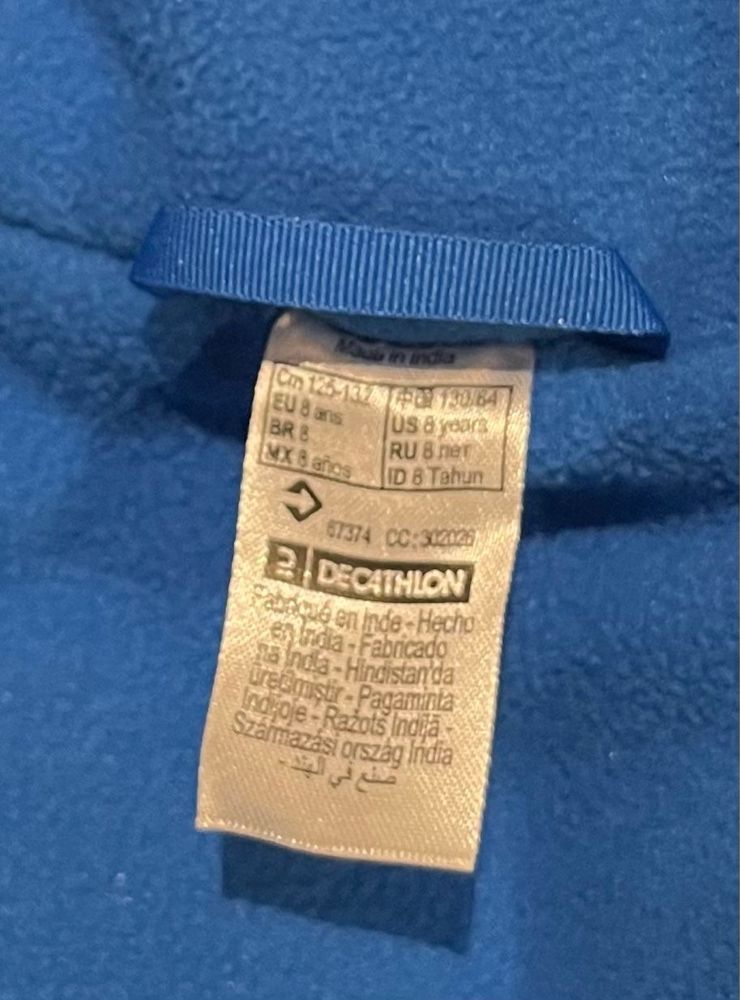 Made in India
Cm 125-132 中国 130/64
EU 8 ans US 8 years
BR 8 RU 8 лет
MX 8 años ID 8 Tahun
67374 CC:302026
DECATHLON
Fabriqué en Inde - Hecho
en India - Fabricado
na Índia - Hindistan'da
üretilmiştir - Pagaminta
Indijoje - Ražots Indijā -
Származási ország India
صنع في الهند -